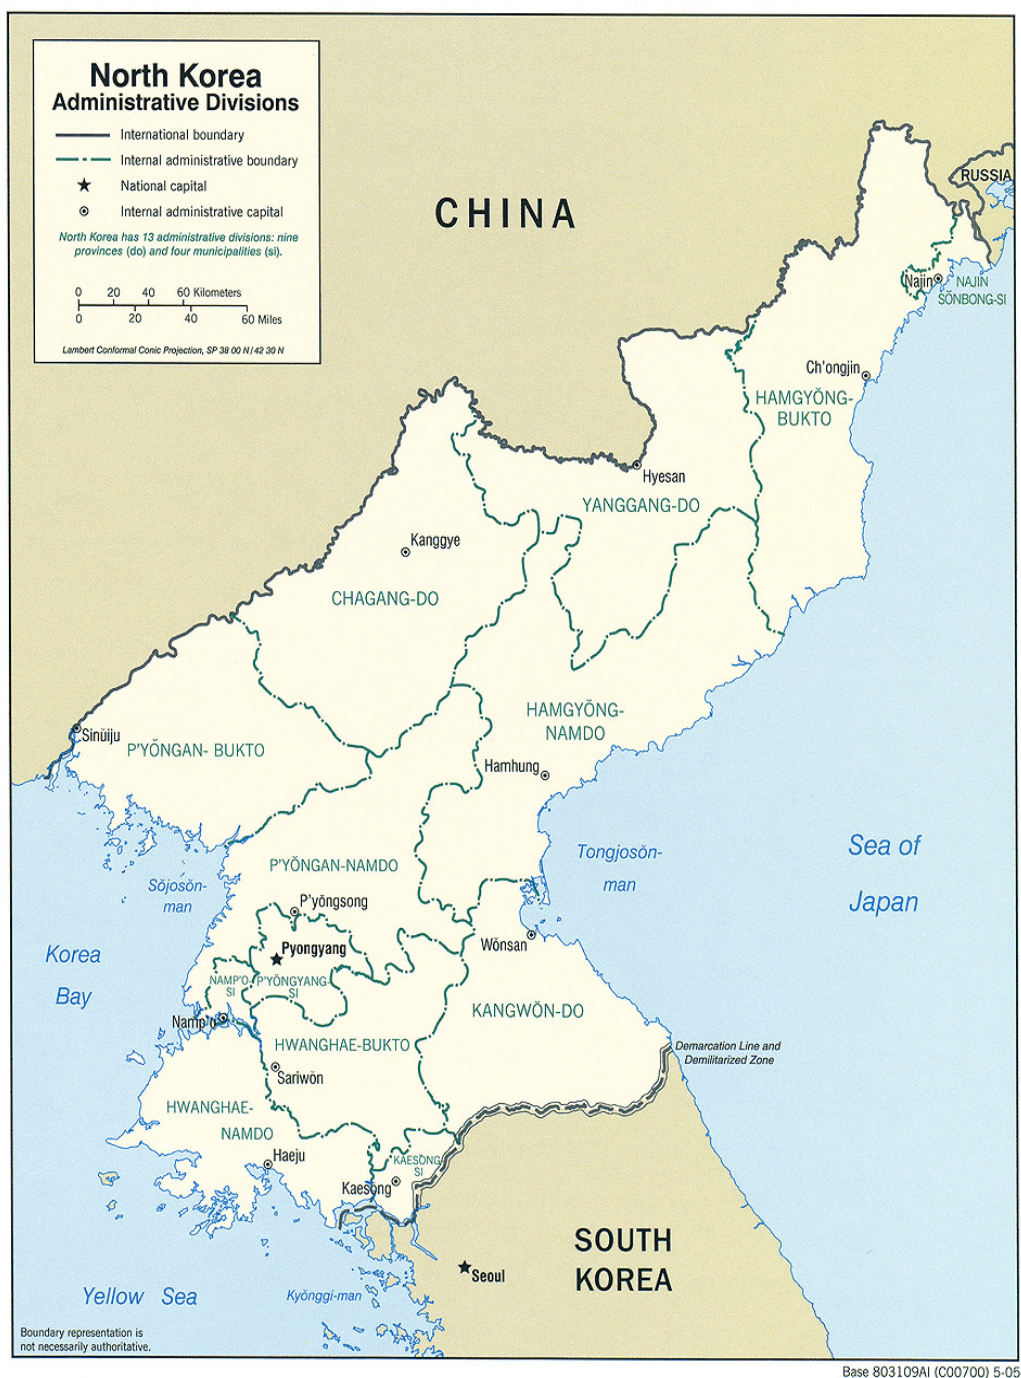 North Korea
Administrative Divisions
International boundary
Internal administrative boundary
National capital
Internal administrative capital
North Korea has 13 administrative divisions: nine
provinces (do) and four municipalities (si).
0 20 40 60 Kilometers
0 20 40 60 Miles
Lambert Conformal Conic Projection, SP 38 00 N / 42 30 N
CHINA
RUSSIA
Najin
NAJIN
SŎNBONG-SI
Ch'ongjin
HAMGYŎNG-
BUKTO
Hyesan
YANGGANG-DO
Kanggye
CHAGANG-DO
HAMGYŎNG-
NAMDO
Sinŭiju
P'YŎNGAN- BUKTO
Hamhung
Tongjosŏn-
man
Sea of
Japan
P'YŎNGAN-NAMDO
Sŏjosŏn-
man
P'yŏngsong
Pyongyang
Wŏnsan
Korea
Bay
NAMP'O-
SI
P'YŎNGYANG-
SI
KANGWŎN-DO
Namp'o
HWANGHAE-BUKTO
Demarcation Line and
Demilitarized Zone
Sariwŏn
HWANGHAE-
NAMDO
Haeju
KAESŎNG-
SI
Kaesŏng
SOUTH
KOREA
Seoul
Yellow Sea
Kyŏnggi-man
Boundary representation is
not necessarily authoritative.
Base 803109AI (C00700) 5-05